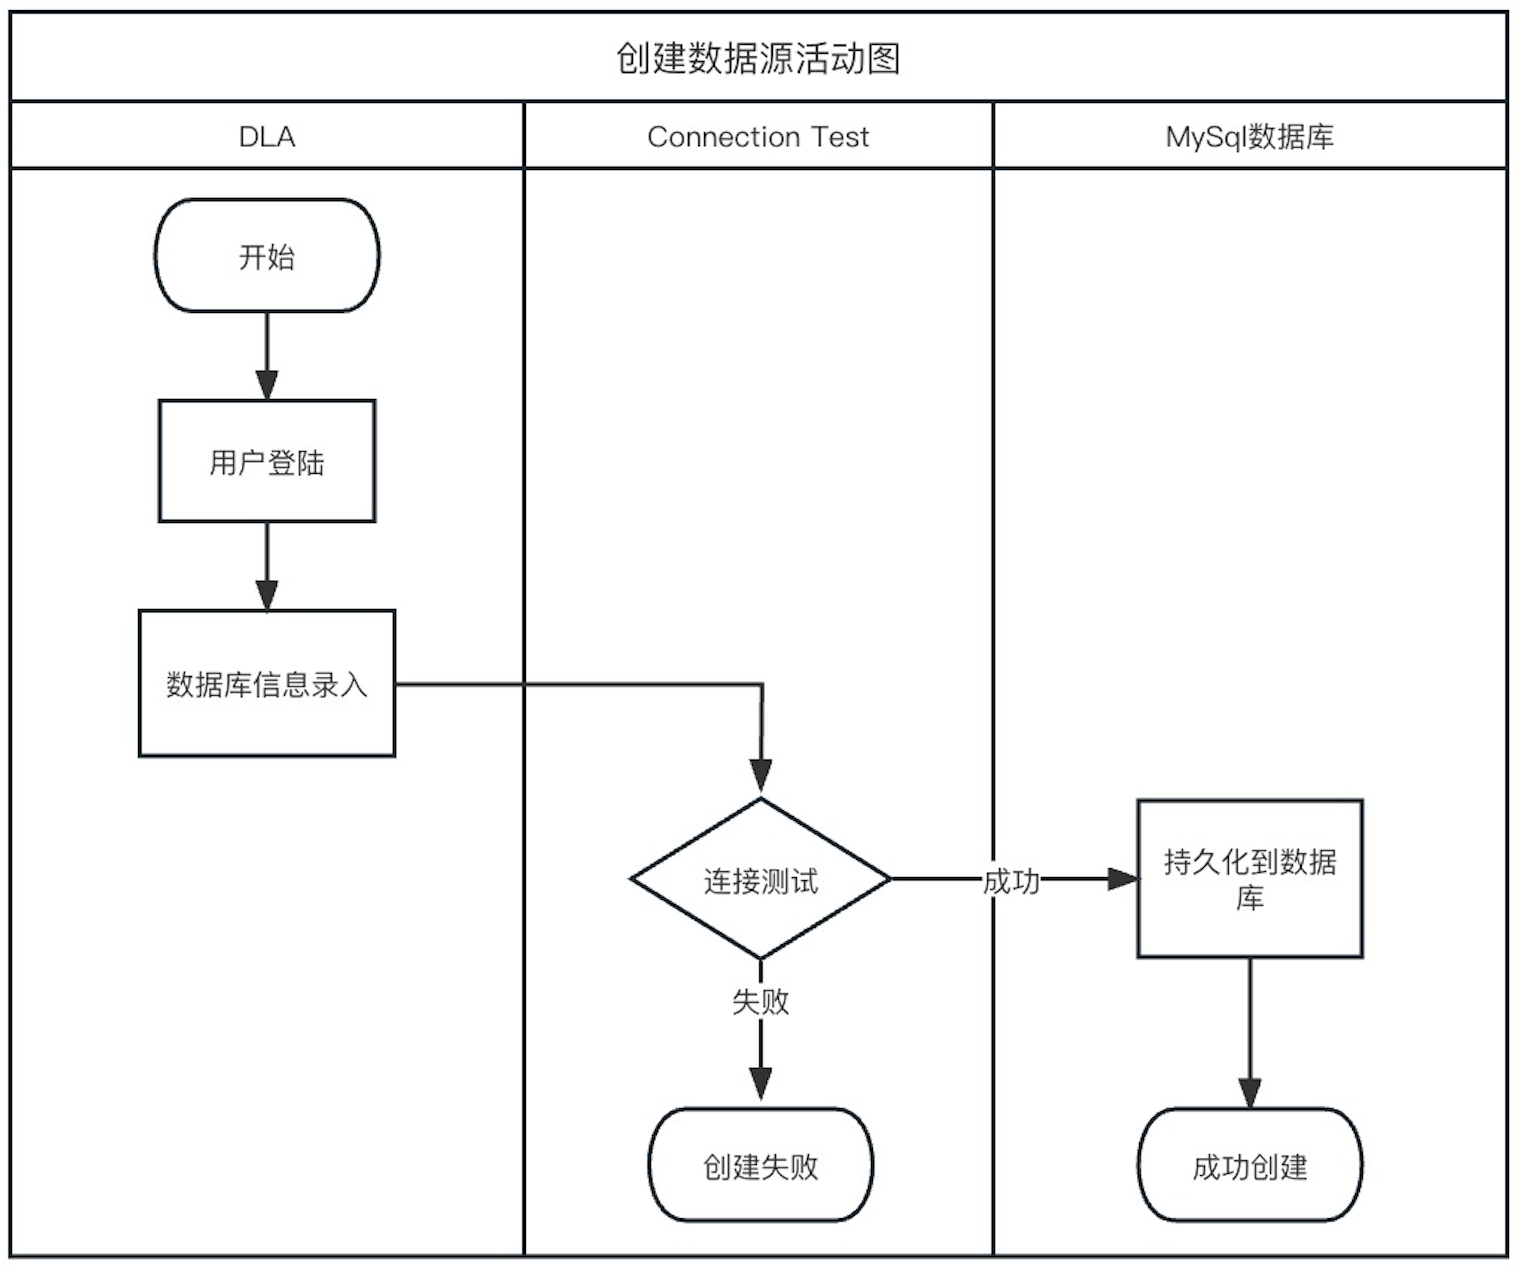 创建数据源活动图
DLA
Connection Test
MySql数据库
开始
用户登陆
数据库信息录入
连接测试
成功
持久化到数据
库
失败
创建失败
成功创建